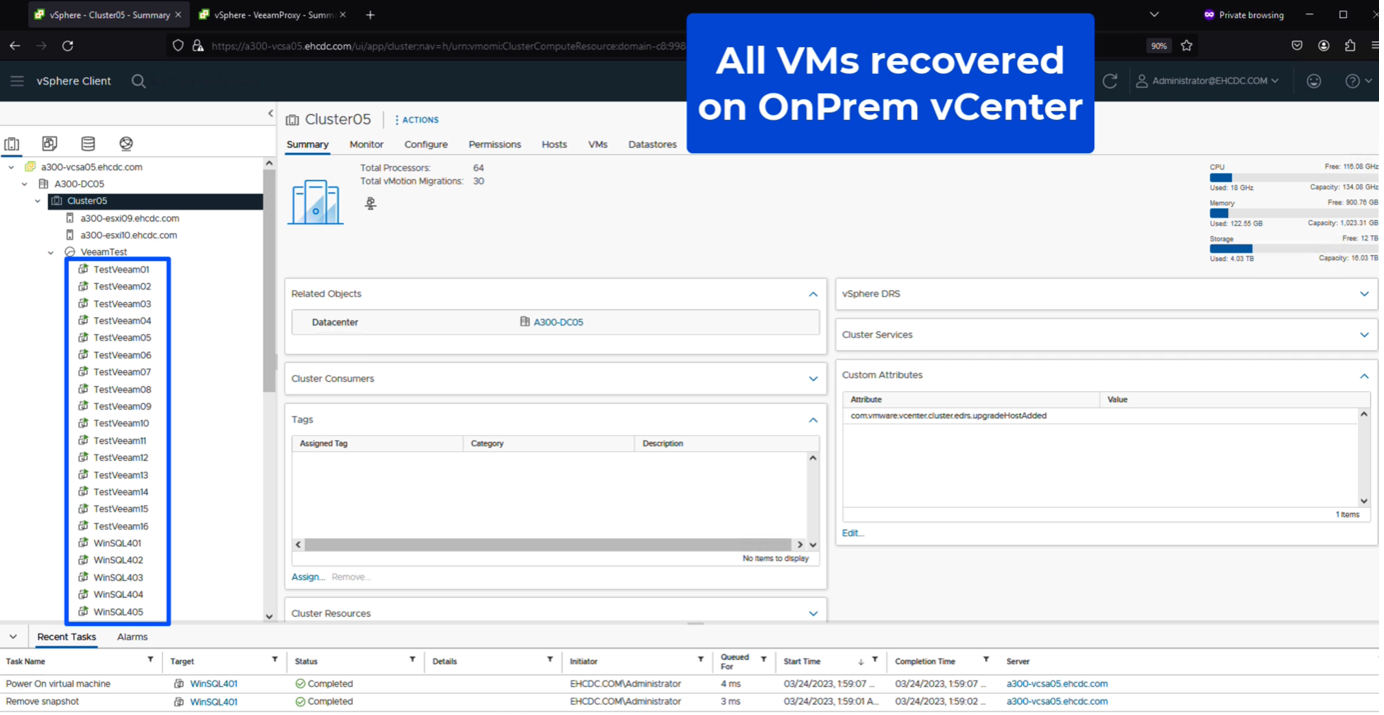 vSphere - Cluster05 - Summary
vSphere - VeeamProxy - Summ
Private browsing
https://a300-vcsa05.ehcdc.com/ui/app/cluster;nav=h/urn:vmomi:ClusterComputeResource:domain-c8:998
90%
All VMs recovered
on OnPrem vCenter
vSphere Client
Administrator@EHCDC.COM
a300-vcsa05.ehcdc.com
A300-DC05
Cluster05
a300-esxi09.ehcdc.com
a300-esxi10.ehcdc.com
VeeamTest
TestVeeam01
TestVeeam02
TestVeeam03
TestVeeam04
TestVeeam05
TestVeeam06
TestVeeam07
TestVeeam08
TestVeeam09
TestVeeam10
TestVeeam11
TestVeeam12
TestVeeam13
TestVeeam14
TestVeeam15
TestVeeam16
WinSQL401
WinSQL402
WinSQL403
WinSQL404
WinSQL405
Cluster05
ACTIONS
Summary Monitor Configure Permissions Hosts VMs Datastores
Total Processors: 64
Total vMotion Migrations: 30
CPU Free: 116.08 GHz
Used: 18 GHz Capacity: 134.08 GHz
Memory Free: 900.76 GB
Used: 122.55 GB Capacity: 1,023.31 GB
Storage Free: 12 TB
Used: 4.03 TB Capacity: 16.03 TB
Related Objects
Datacenter A300-DC05
Cluster Consumers
Tags
Assigned Tag Category Description
No items to display
Assign... Remove...
Cluster Resources
vSphere DRS
Cluster Services
Custom Attributes
Attribute Value
com.vmware.vcenter.cluster.edrs.upgradeHostAdded
1 items
Edit...
Recent Tasks Alarms
Task Name Target Status Details Initiator Queued For Start Time Completion Time Server
Power On virtual machine WinSQL401 Completed EHCDC.COM\Administrator 4 ms 03/24/2023, 1:59:07 ... 03/24/2023, 1:59:07 ... a300-vcsa05.ehcdc.com
Remove snapshot WinSQL401 Completed EHCDC.COM\Administrator 3 ms 03/24/2023, 1:59:01 A... 03/24/2023, 1:59:02 ... a300-vcsa05.ehcdc.com